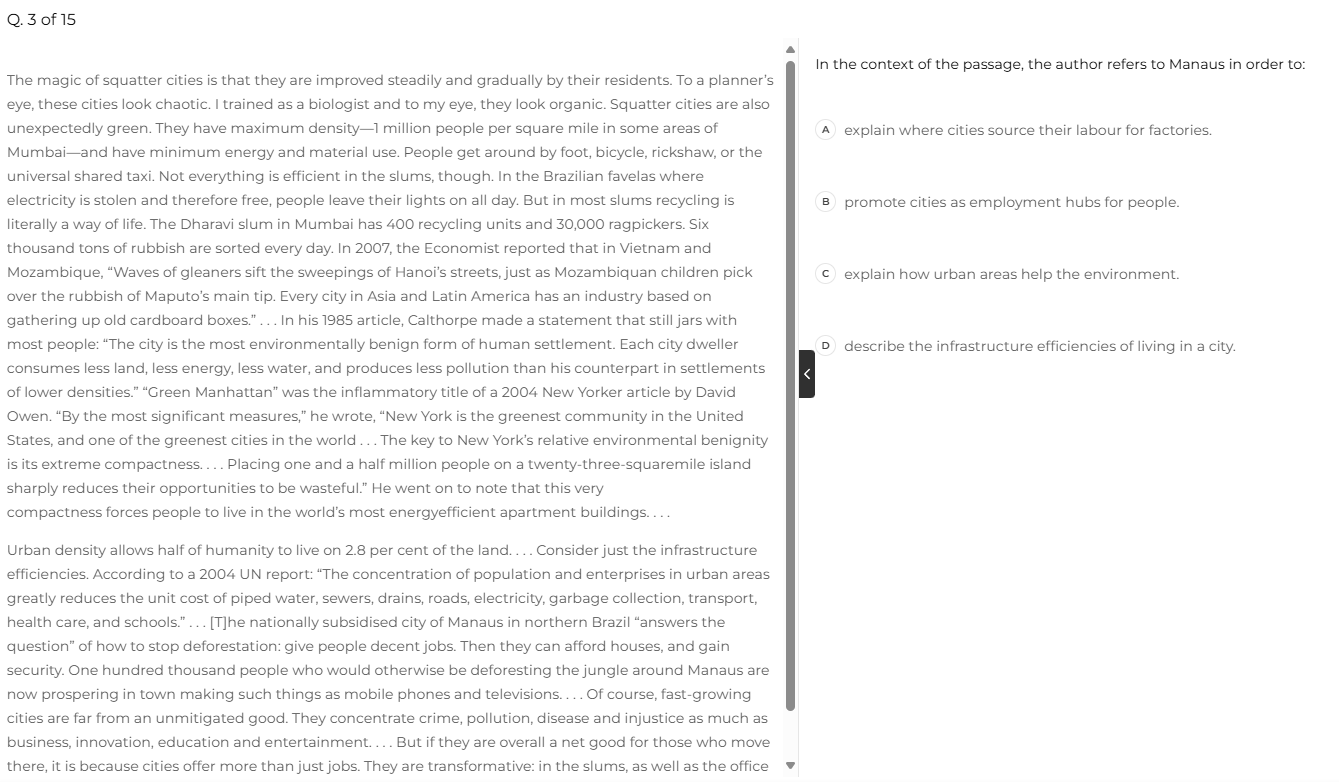 Q. 3 of 15
The magic of squatter cities is that they are improved steadily and gradually by their residents. To a planner’s
eye, these cities look chaotic. I trained as a biologist and to my eye, they look organic. Squatter cities are also
unexpectedly green. They have maximum density—1 million people per square mile in some areas of
Mumbai—and have minimum energy and material use. People get around by foot, bicycle, rickshaw, or the
universal shared taxi. Not everything is efficient in the slums, though. In the Brazilian favelas where
electricity is stolen and therefore free, people leave their lights on all day. But in most slums recycling is
literally a way of life. The Dharavi slum in Mumbai has 400 recycling units and 30,000 ragpickers. Six
thousand tons of rubbish are sorted every day. In 2007, the Economist reported that in Vietnam and
Mozambique, “Waves of gleaners sift the sweepings of Hanoi’s streets, just as Mozambiquan children pick
over the rubbish of Maputo’s main tip. Every city in Asia and Latin America has an industry based on
gathering up old cardboard boxes.” . . . In his 1985 article, Calthorpe made a statement that still jars with
most people: “The city is the most environmentally benign form of human settlement. Each city dweller
consumes less land, less energy, less water, and produces less pollution than his counterpart in settlements
of lower densities.” “Green Manhattan” was the inflammatory title of a 2004 New Yorker article by David
Owen. “By the most significant measures,” he wrote, “New York is the greenest community in the United
States, and one of the greenest cities in the world . . . The key to New York’s relative environmental benignity
is its extreme compactness. . . . Placing one and a half million people on a twenty-three-squaremile island
sharply reduces their opportunities to be wasteful.” He went on to note that this very
compactness forces people to live in the world’s most energyefficient apartment buildings. . . .
Urban density allows half of humanity to live on 2.8 per cent of the land. . . . Consider just the infrastructure
efficiencies. According to a 2004 UN report: “The concentration of population and enterprises in urban areas
greatly reduces the unit cost of piped water, sewers, drains, roads, electricity, garbage collection, transport,
health care, and schools.” . . . [T]he nationally subsidised city of Manaus in northern Brazil “answers the
question” of how to stop deforestation: give people decent jobs. Then they can afford houses, and gain
security. One hundred thousand people who would otherwise be deforesting the jungle around Manaus are
now prospering in town making such things as mobile phones and televisions. . . . Of course, fast-growing
cities are far from an unmitigated good. They concentrate crime, pollution, disease and injustice as much as
business, innovation, education and entertainment. . . . But if they are overall a net good for those who move
there, it is because cities offer more than just jobs. They are transformative: in the slums, as well as the office
In the context of the passage, the author refers to Manaus in order to:
A explain where cities source their labour for factories.
B promote cities as employment hubs for people.
C explain how urban areas help the environment.
D describe the infrastructure efficiencies of living in a city.